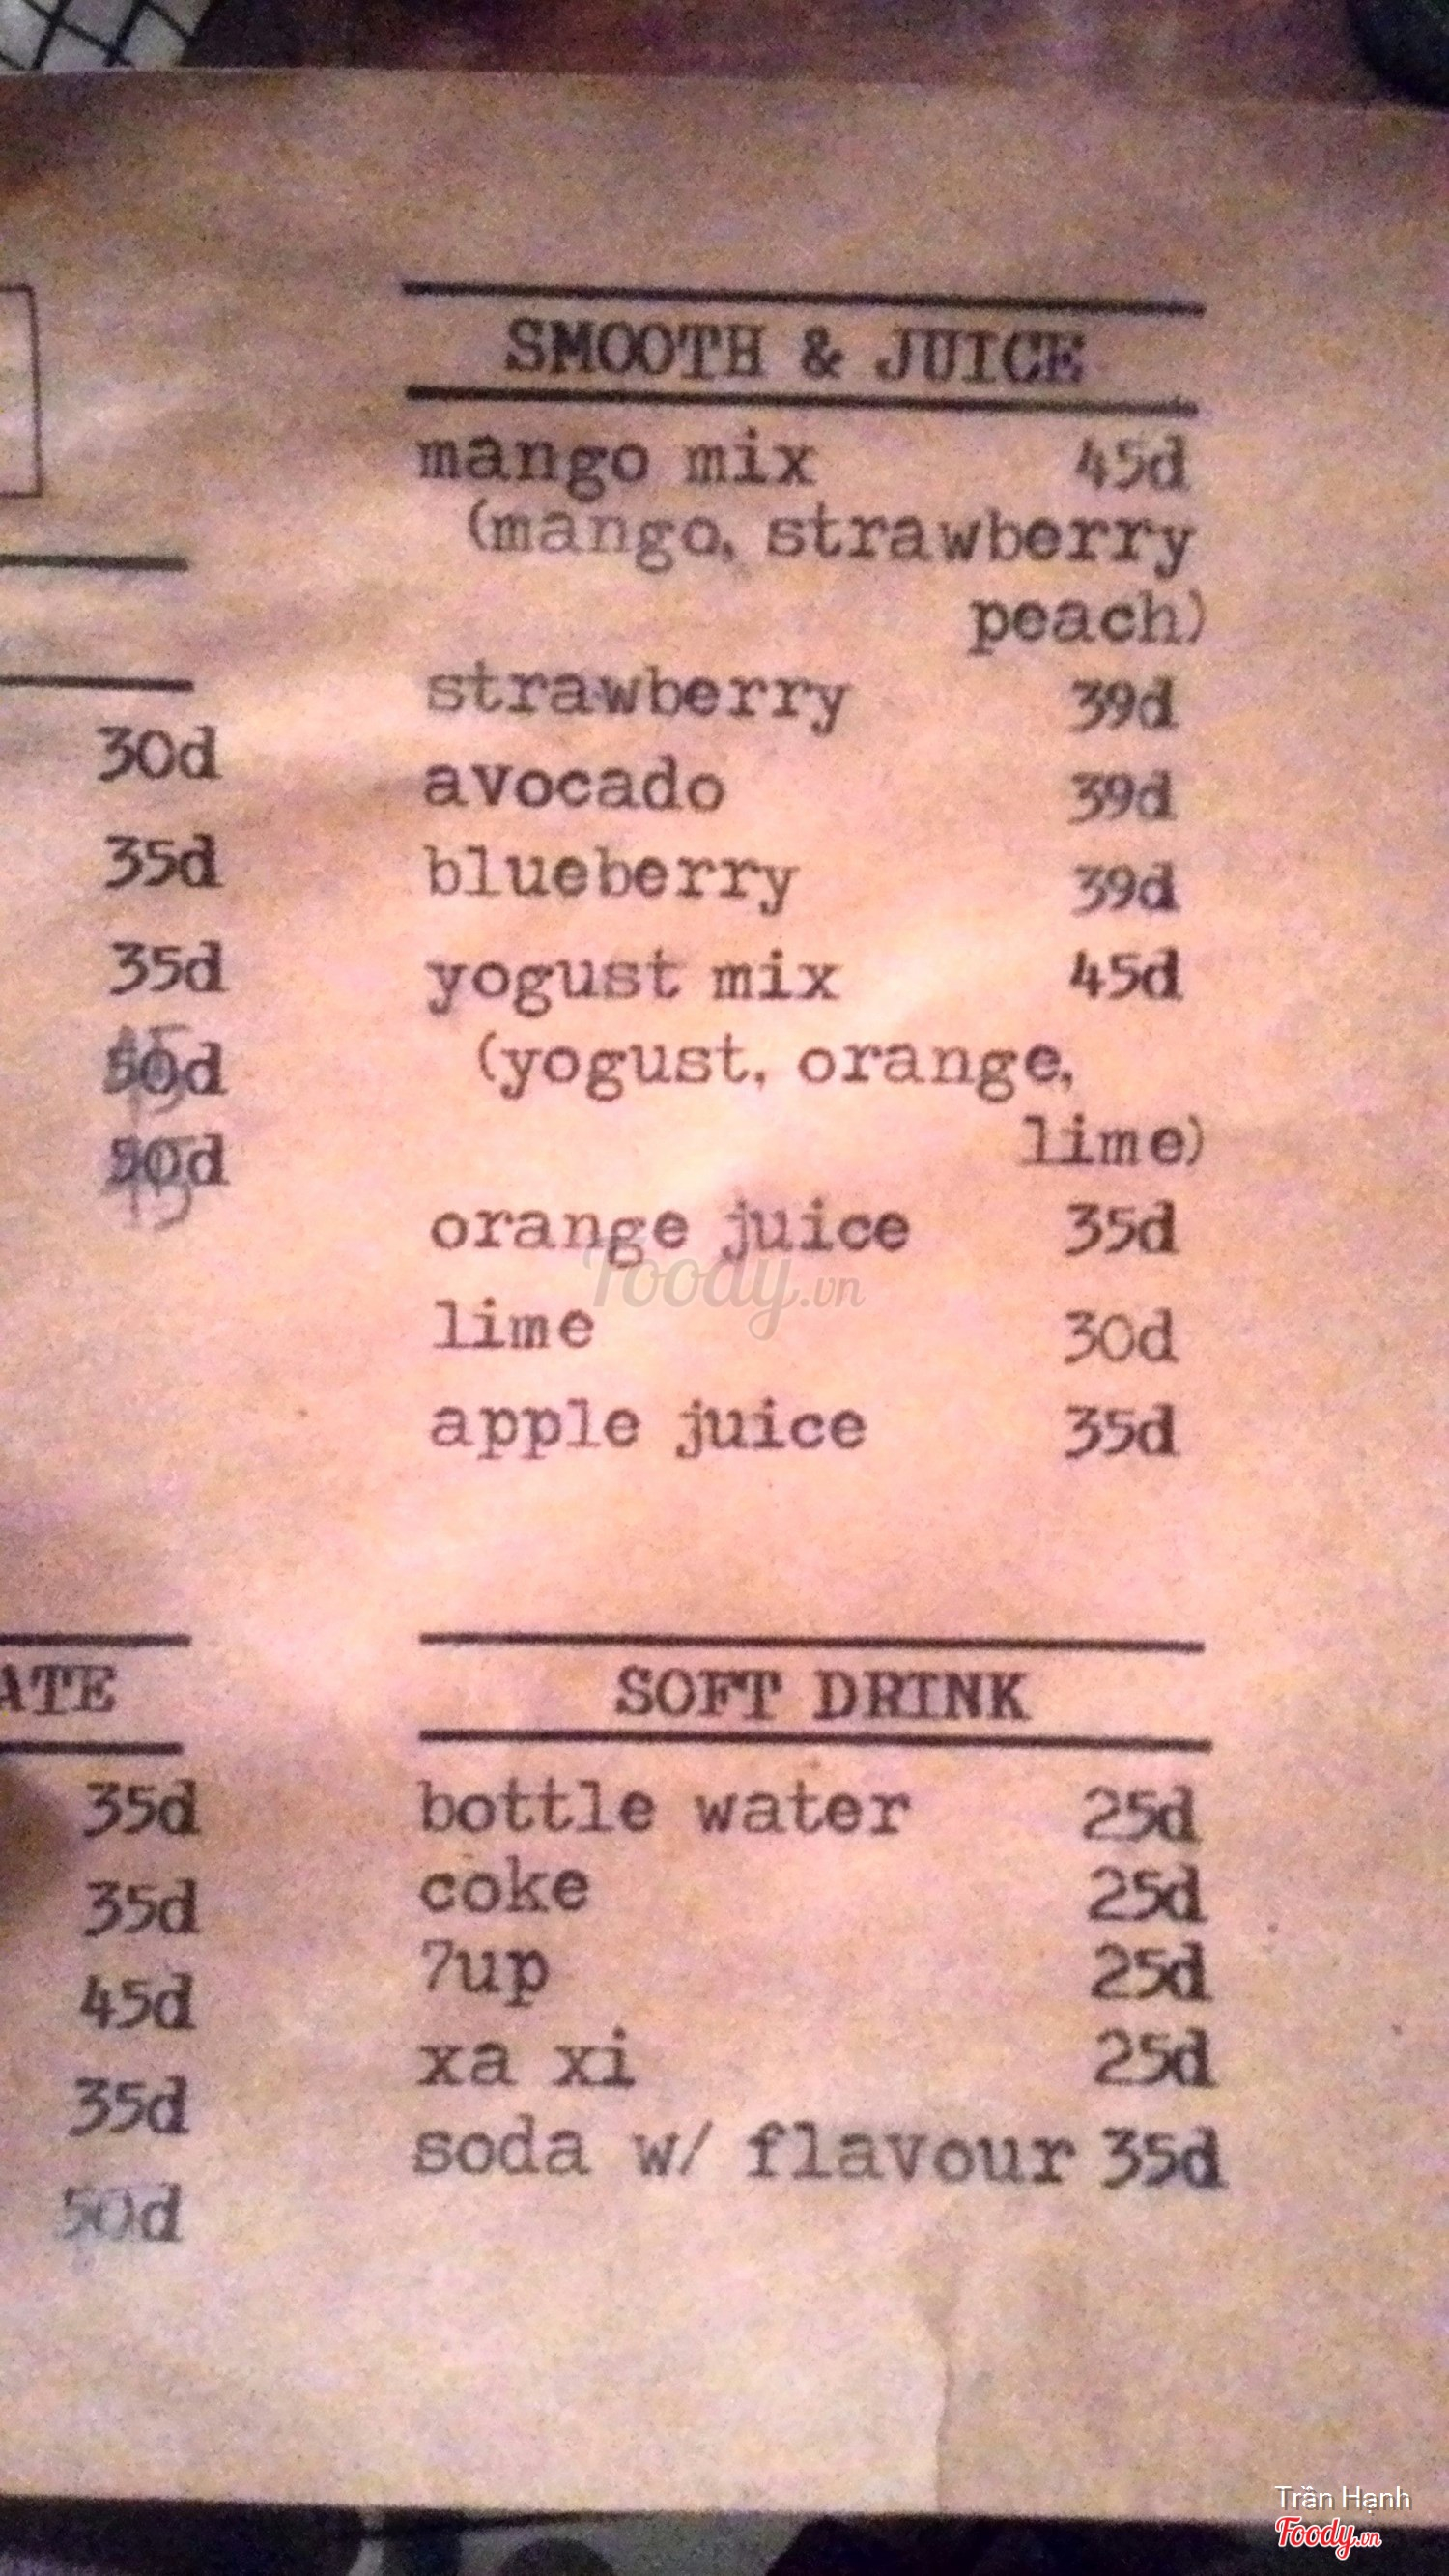 SMOOTH & JUICE
mango mix 45d
(mango, strawberry
peach)
strawberry 39d
avocado 39d
blueberry 39d
yogust mix 45d
(yogust, orange,
lime)
orange juice 35d
lime 30d
apple juice 35d
30d
35d
35d
50d
50d
SOFT DRINK
bottle water 25d
coke 25d
7up 25d
xa xi 25d
soda w/ flavour 35d
ATE
35d
35d
45d
35d
50d
Foody.vn
Trần Hạnh
Foody.vn